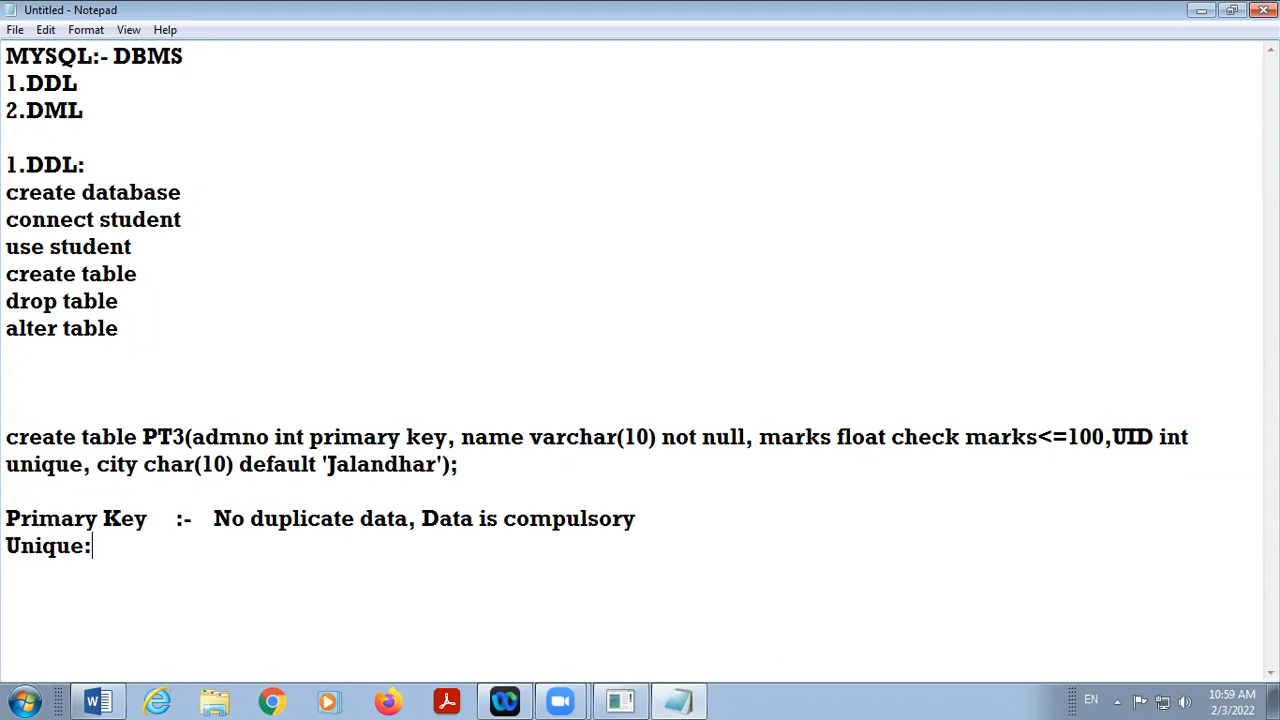 Untitled - Notepad
File Edit Format View Help
MYSQL:- DBMS
1.DDL
2.DML
1.DDL:
create database
connect student
use student
create table
drop table
alter table
create table PT3(admno int primary key, name varchar(10) not null, marks float check marks<=100,UID int
unique, city char(10) default 'Jalandhar');
Primary Key :- No duplicate data, Data is compulsory
Unique:
EN
10:59 AM
2/3/2022